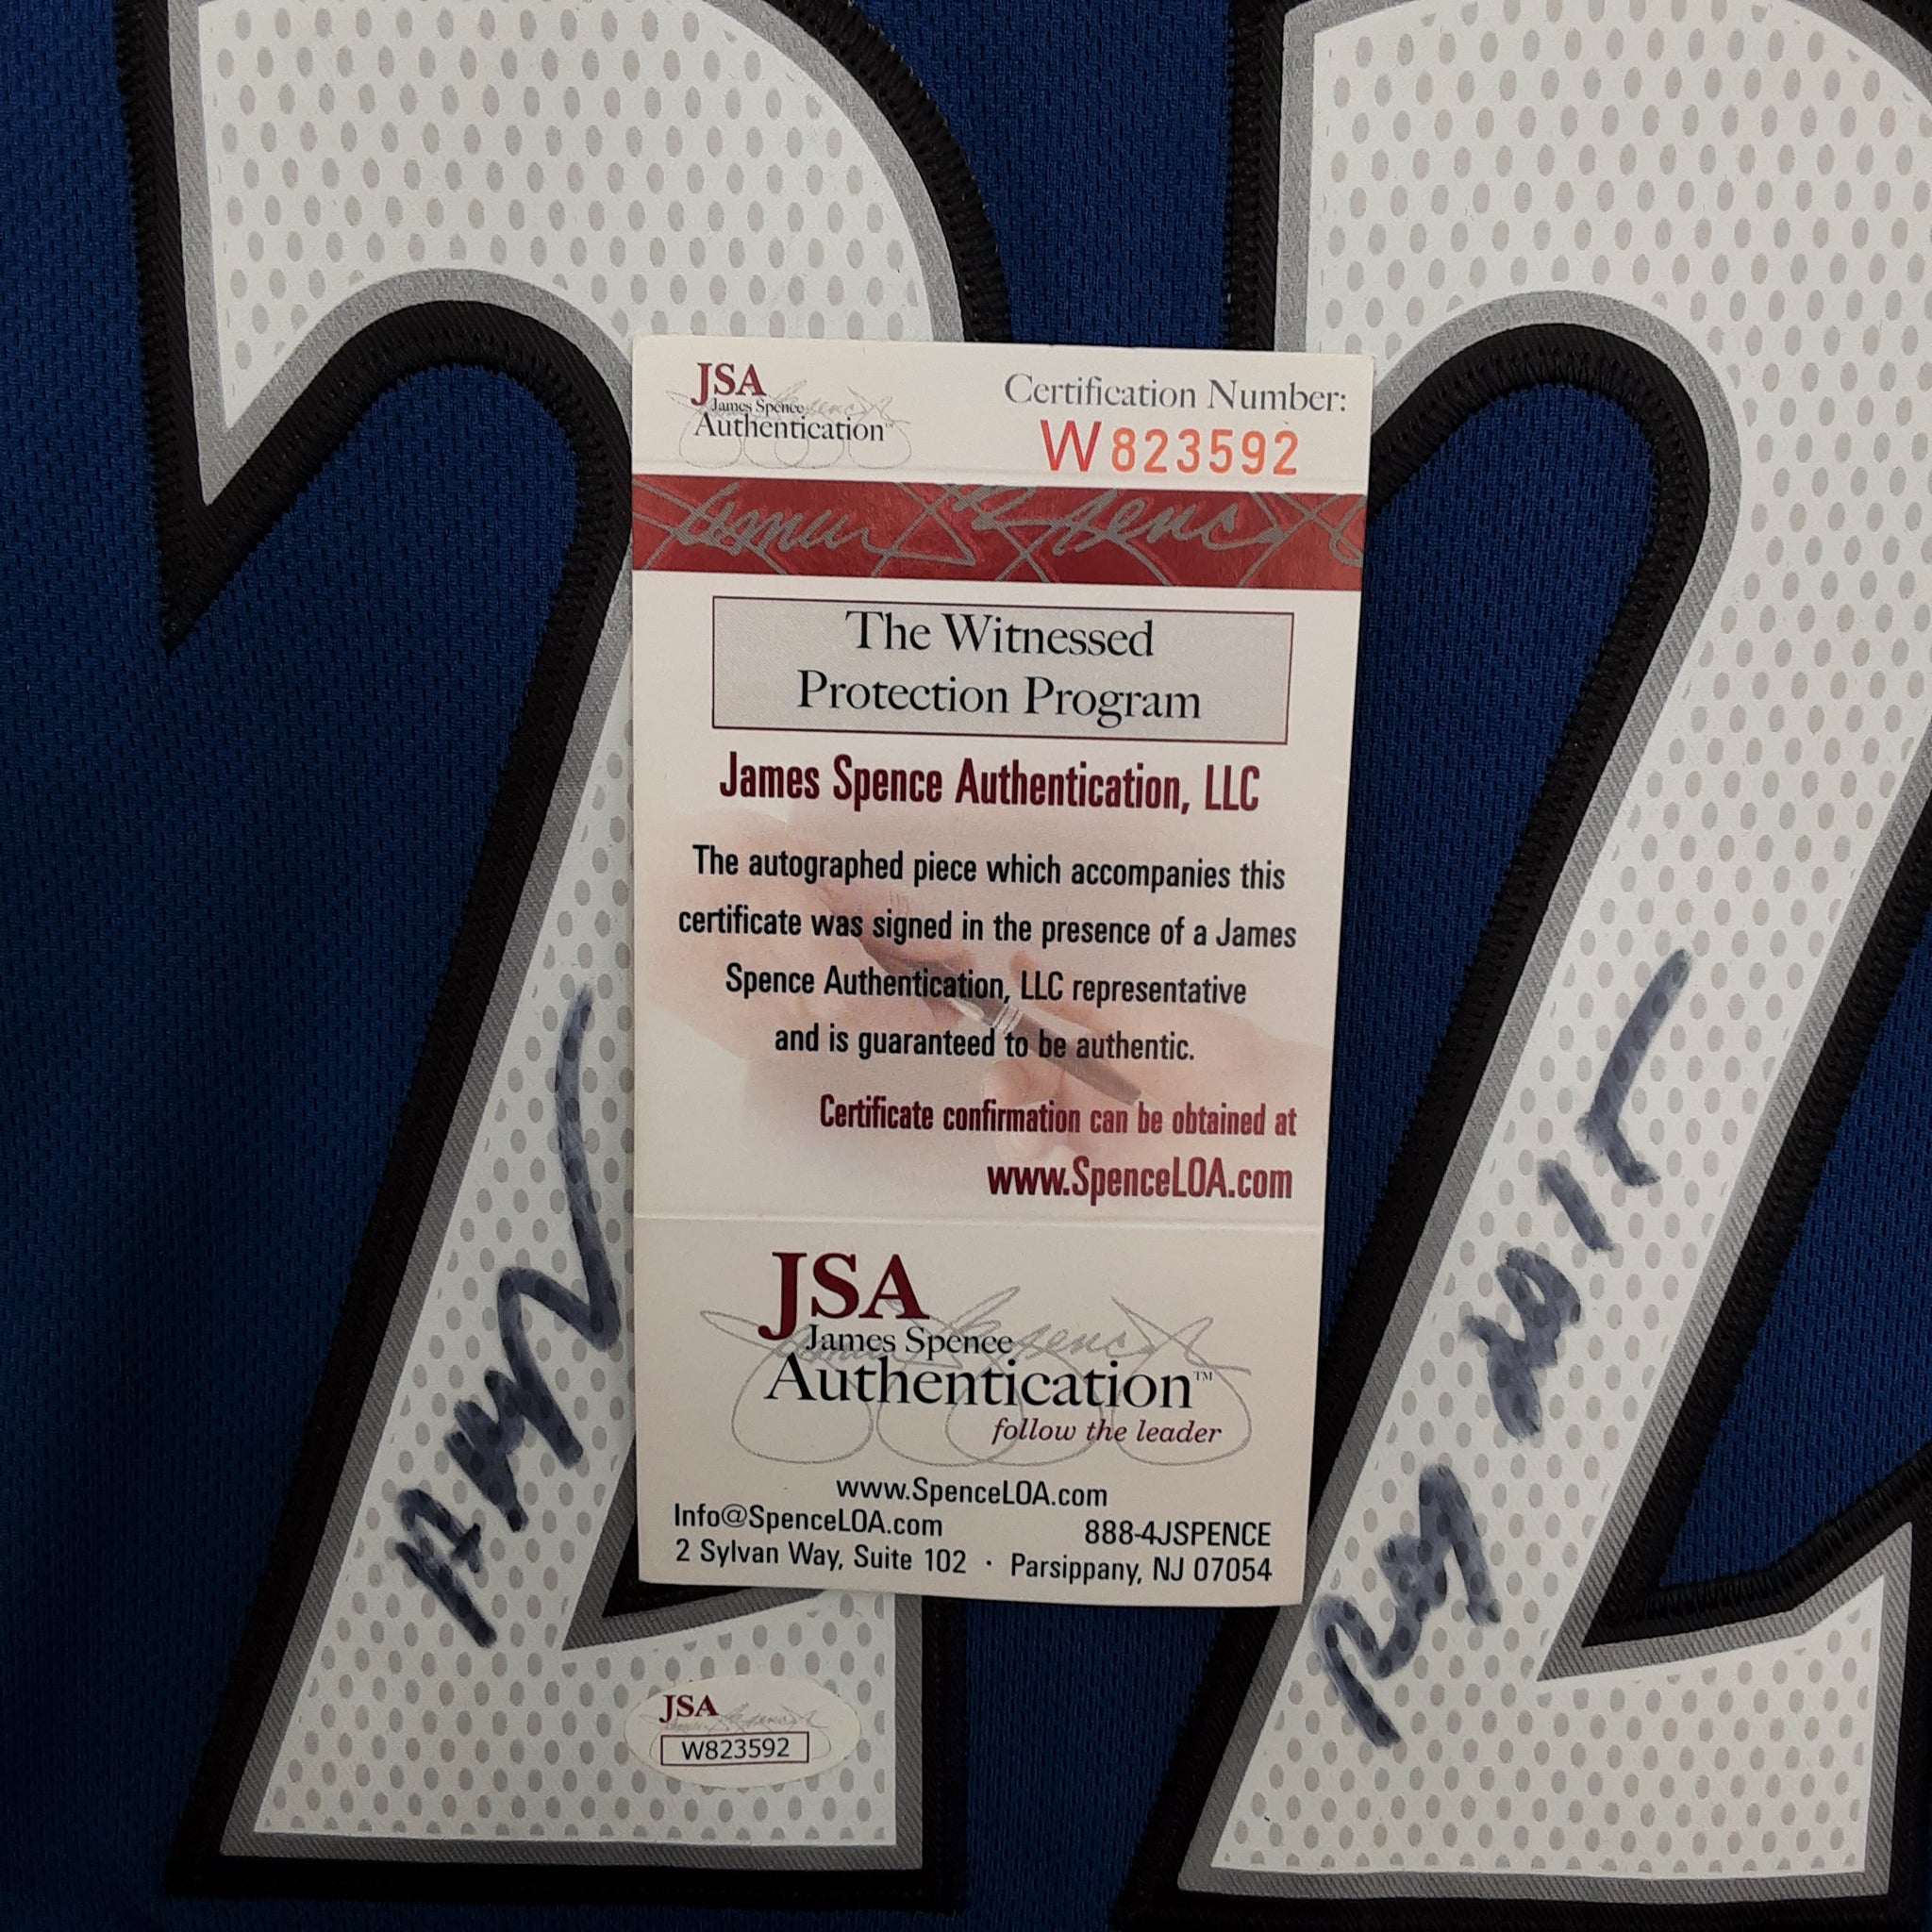 22
JSA
James Spence
Authentication
Certification Number:
W823592
The Witnessed
Protection Program
James Spence Authentication, LLC
The autographed piece which accompanies this
certificate was signed in the presence of a James
Spence Authentication, LLC representative
and is guaranteed to be authentic.
Certificate confirmation can be obtained at
www.SpenceLOA.com
JSA
James Spence
Authentication™
follow the leader
www.SpenceLOA.com
Info@SpenceLOA.com 888-4JSPENCE
2 Sylvan Way, Suite 102 · Parsippany, NJ 07054
JSA
W823592